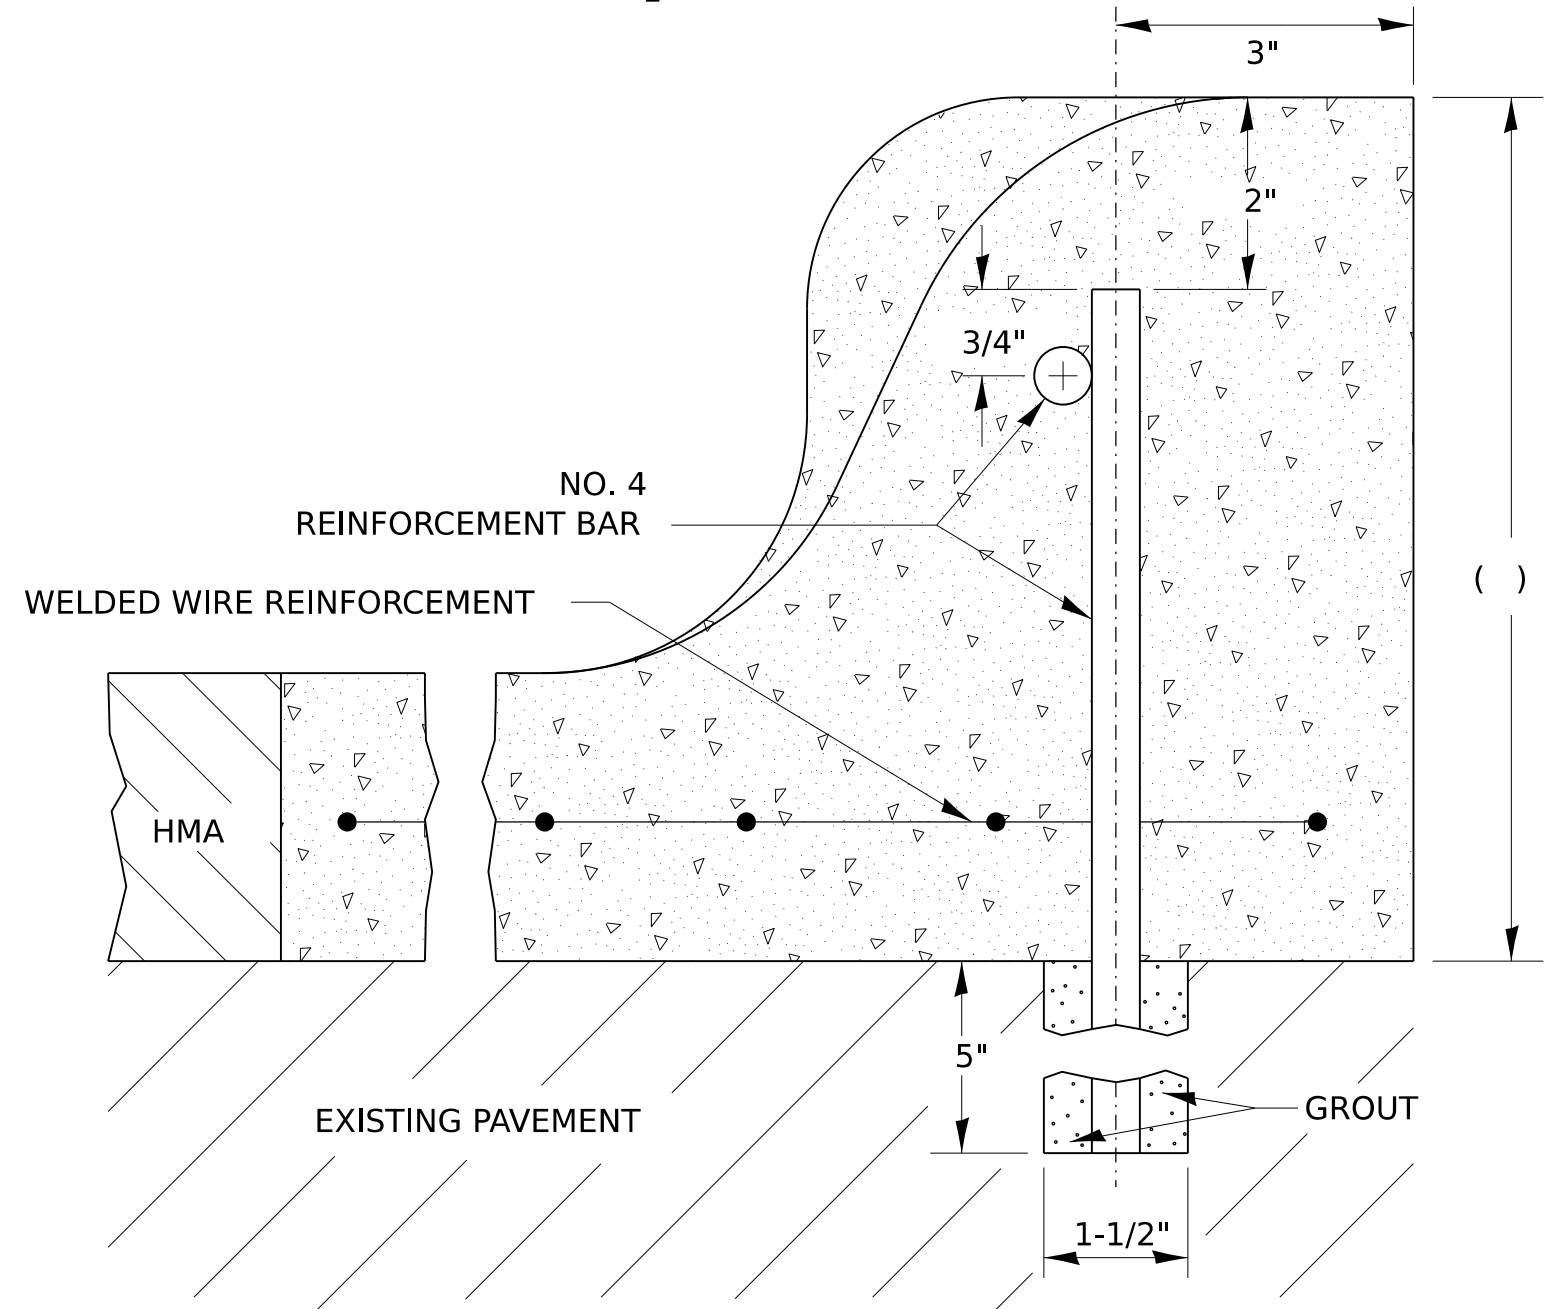 3"
2"
3/4"
NO. 4
REINFORCEMENT BAR
( )
WELDED WIRE REINFORCEMENT
HMA
5"
EXISTING PAVEMENT
GROUT
1-1/2"